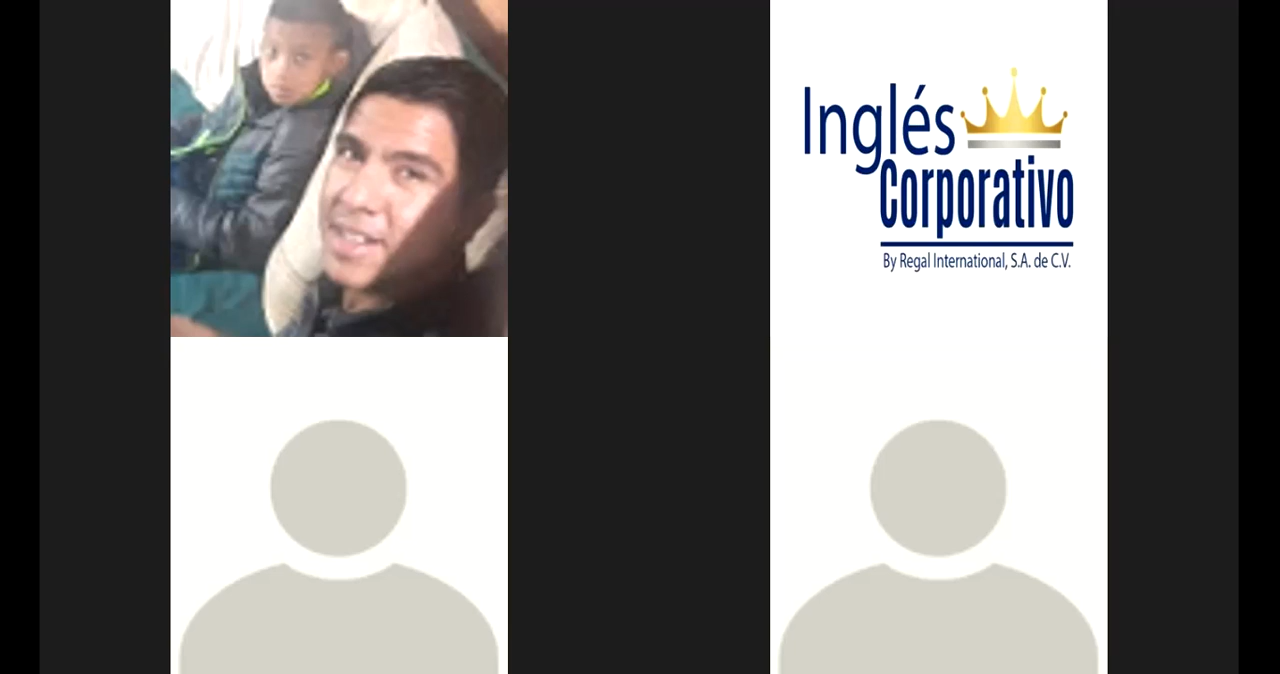 Inglés
Corporativo
By Regal International, S.A. de C.V.